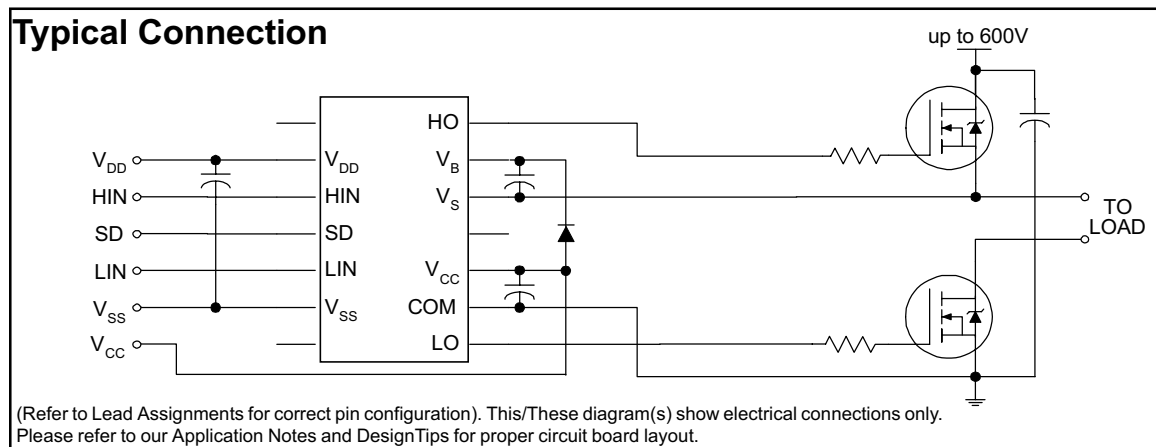 Typical Connection
up to 600V
HO
V_DD V_DD V_B
HIN HIN V_S
TO
LOAD
SD SD
LIN LIN V_CC
V_SS V_SS COM
V_CC LO
(Refer to Lead Assignments for correct pin configuration). This/These diagram(s) show electrical connections only.
Please refer to our Application Notes and DesignTips for proper circuit board layout.